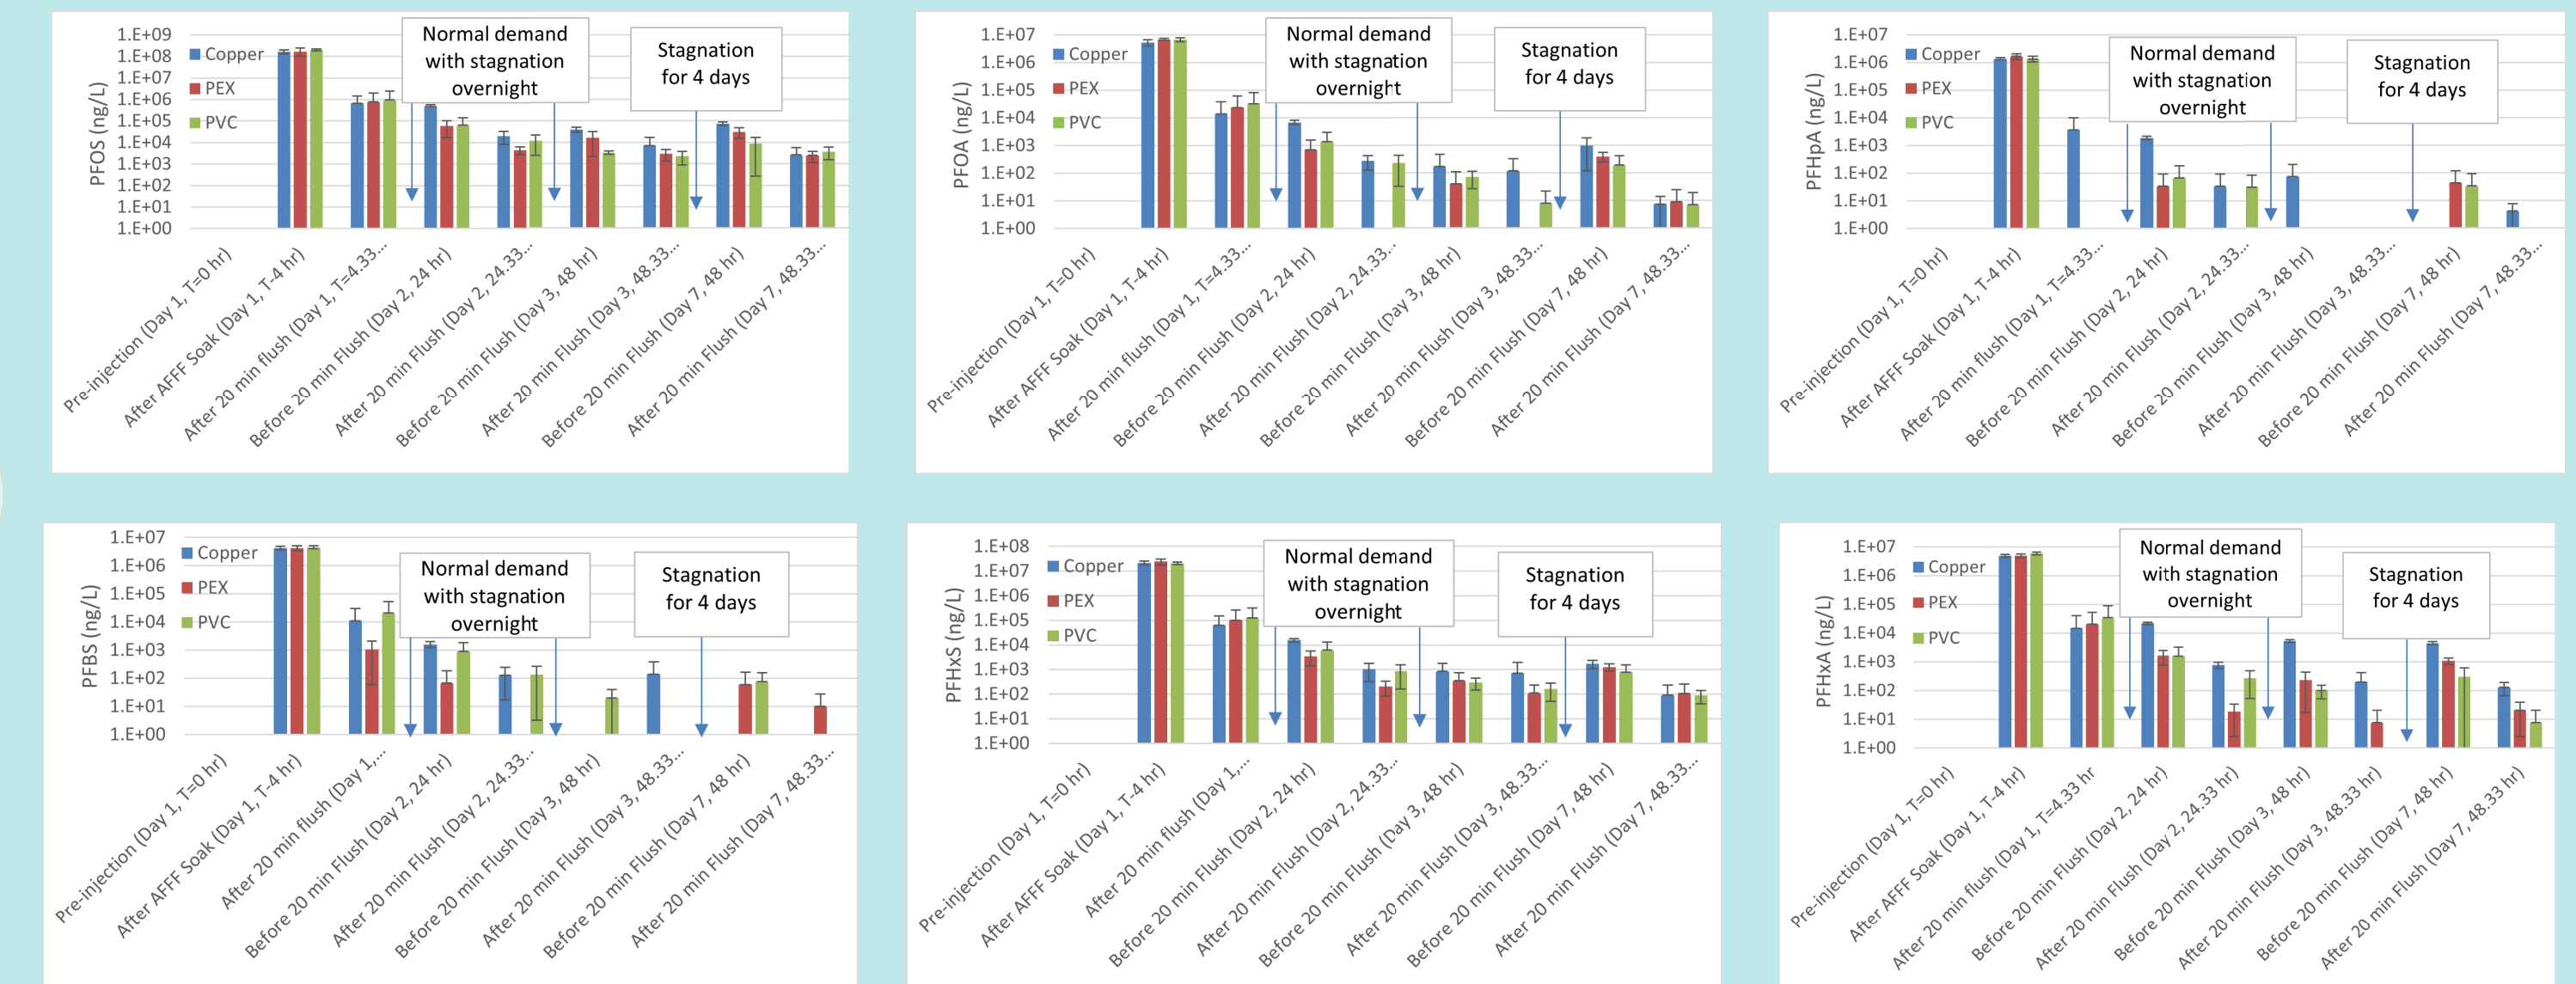 1.E+09
1.E+08
1.E+07
1.E+06
1.E+05
1.E+04
1.E+03
1.E+02
1.E+01
1.E+00
PFOS (ng/L)
Copper
PEX
PVC
Normal demand
with stagnation
overnight
Stagnation
for 4 days
Pre-injection (Day 1, T=0 hr)
After AFFF Soak (Day 1, T-4 hr)
After 20 min flush (Day 1, T=4.33...
Before 20 min Flush (Day 2, 24 hr)
After 20 min Flush (Day 2, 24.33...
Before 20 min Flush (Day 3, 48 hr)
After 20 min Flush (Day 3, 48.33...
Before 20 min Flush (Day 7, 48 hr)
After 20 min Flush (Day 7, 48.33...
1.E+07
1.E+06
1.E+05
1.E+04
1.E+03
1.E+02
1.E+01
1.E+00
PFOA (ng/L)
Copper
PEX
PVC
Normal demand
with stagnation
overnight
Stagnation
for 4 days
Pre-injection (Day 1, T=0 hr)
After AFFF Soak (Day 1, T-4 hr)
After 20 min flush (Day 1, T=4.33...
Before 20 min Flush (Day 2, 24 hr)
After 20 min Flush (Day 2, 24.33...
Before 20 min Flush (Day 3, 48 hr)
After 20 min Flush (Day 3, 48.33...
Before 20 min Flush (Day 7, 48 hr)
After 20 min Flush (Day 7, 48.33...
1.E+07
1.E+06
1.E+05
1.E+04
1.E+03
1.E+02
1.E+01
1.E+00
PFHpA (ng/L)
Copper
PEX
PVC
Normal demand
with stagnation
overnight
Stagnation
for 4 days
Pre-injection (Day 1, T=0 hr)
After AFFF Soak (Day 1, T-4 hr)
After 20 min flush (Day 1, T=4.33...
Before 20 min Flush (Day 2, 24 hr)
After 20 min Flush (Day 2, 24.33...
Before 20 min Flush (Day 3, 48 hr)
After 20 min Flush (Day 3, 48.33...
Before 20 min Flush (Day 7, 48 hr)
After 20 min Flush (Day 7, 48.33...
1.E+07
1.E+06
1.E+05
1.E+04
1.E+03
1.E+02
1.E+01
1.E+00
PFBS (ng/L)
Copper
PEX
PVC
Normal demand
with stagnation
overnight
Stagnation
for 4 days
Pre-injection (Day 1, T=0 hr)
After AFFF Soak (Day 1, T-4 hr)
After 20 min flush (Day 1,...
Before 20 min Flush (Day 2, 24 hr)
After 20 min Flush (Day 2, 24.33...
Before 20 min Flush (Day 3, 48 hr)
After 20 min Flush (Day 3, 48.33...
Before 20 min Flush (Day 7, 48 hr)
After 20 min Flush (Day 7, 48.33...
1.E+08
1.E+07
1.E+06
1.E+05
1.E+04
1.E+03
1.E+02
1.E+01
1.E+00
PFHxS (ng/L)
Copper
PEX
PVC
Normal demand
with stagnation
overnight
Stagnation
for 4 days
Pre-injection (Day 1, T=0 hr)
After AFFF Soak (Day 1, T-4 hr)
After 20 min flush (Day 1,...
Before 20 min Flush (Day 2, 24 hr)
After 20 min Flush (Day 2, 24.33...
Before 20 min Flush (Day 3, 48 hr)
After 20 min Flush (Day 3, 48.33...
Before 20 min Flush (Day 7, 48 hr)
After 20 min Flush (Day 7, 48.33...
1.E+07
1.E+06
1.E+05
1.E+04
1.E+03
1.E+02
1.E+01
1.E+00
PFHxA (ng/L)
Copper
PEX
PVC
Normal demand
with stagnation
overnight
Stagnation
for 4 days
Pre-injection (Day 1, T=0 hr)
After AFFF Soak (Day 1, T-4 hr)
After 20 min flush (Day 1, T=4.33 hr
Before 20 min Flush (Day 2, 24 hr)
After 20 min Flush (Day 2, 24.33 hr)
Before 20 min Flush (Day 3, 48 hr)
After 20 min Flush (Day 3, 48.33 hr)
Before 20 min Flush (Day 7, 48 hr)
After 20 min Flush (Day 7, 48.33 hr)